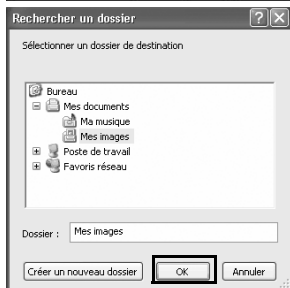 Rechercher un dossier
Sélectionner un dossier de destination
Bureau
Mes documents
Ma musique
Mes images
Poste de travail
Favoris réseau
Dossier : Mes images
Créer un nouveau dossier OK Annuler